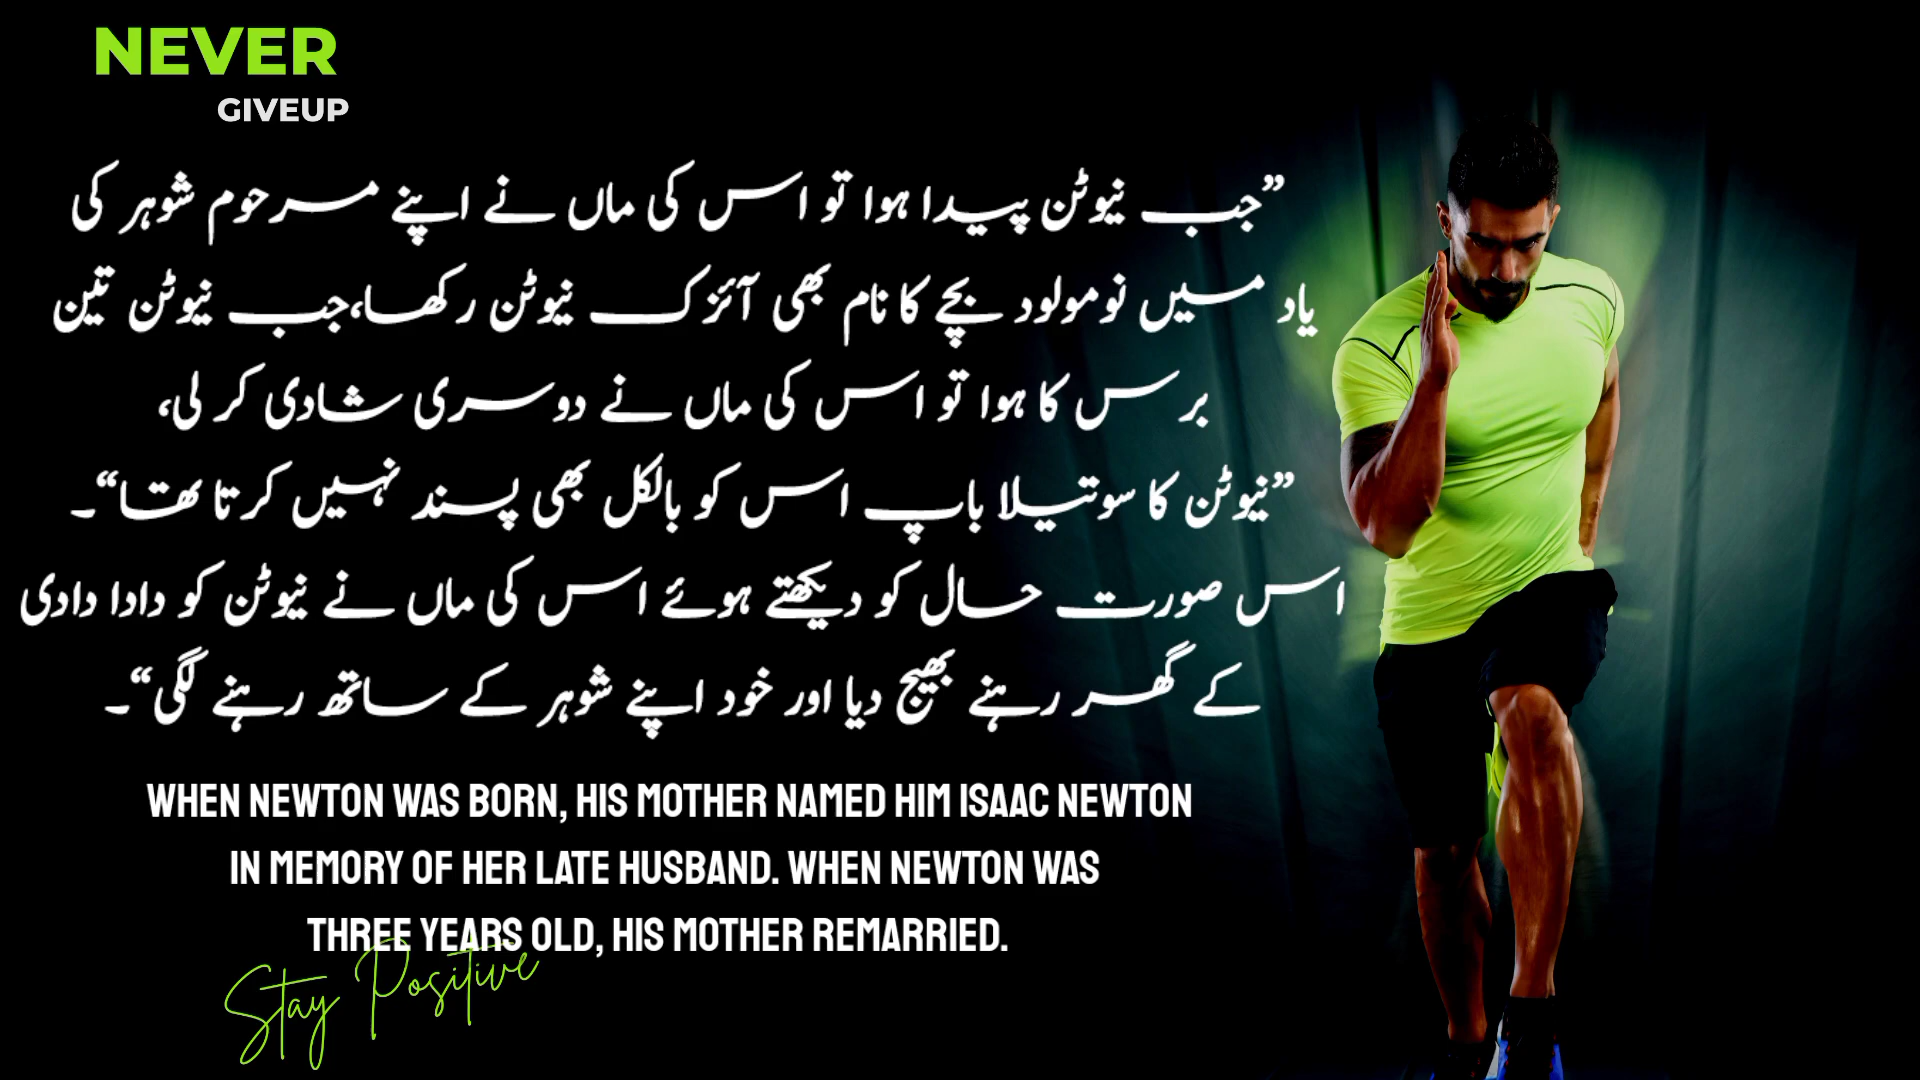 NEVER
GIVEUP
”جب نیوٹن پیدا ہوا تو اس کی ماں نے اپنے مرحوم شوہر کی
یاد میں نومولود بچے کا نام بھی آئزک نیوٹن رکھا،جب نیوٹن تین
برس کا ہوا تو اس کی ماں نے دوسری شادی کر لی،
”نیوٹن کا سوتیلا باپ اس کو بالکل بھی پسند نہیں کرتا تھا“۔
اس صورت حال کو دیکھتے ہوئے اس کی ماں نے نیوٹن کو دادا دادی
کے گھر رہنے بھیج دیا اور خود اپنے شوہر کے ساتھ رہنے لگی“۔
WHEN NEWTON WAS BORN, HIS MOTHER NAMED HIM ISAAC NEWTON
IN MEMORY OF HER LATE HUSBAND. WHEN NEWTON WAS
THREE YEARS OLD, HIS MOTHER REMARRIED.
Stay Positive